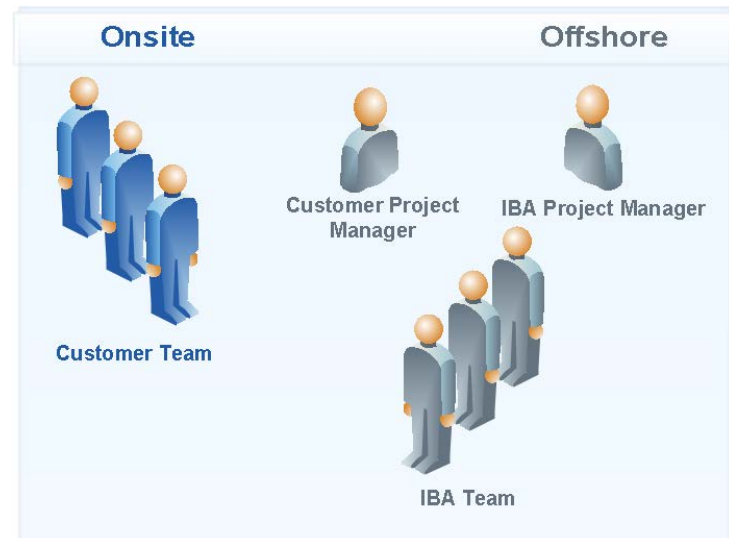 Onsite
Offshore
Customer Project
Manager
IBA Project Manager
Customer Team
IBA Team